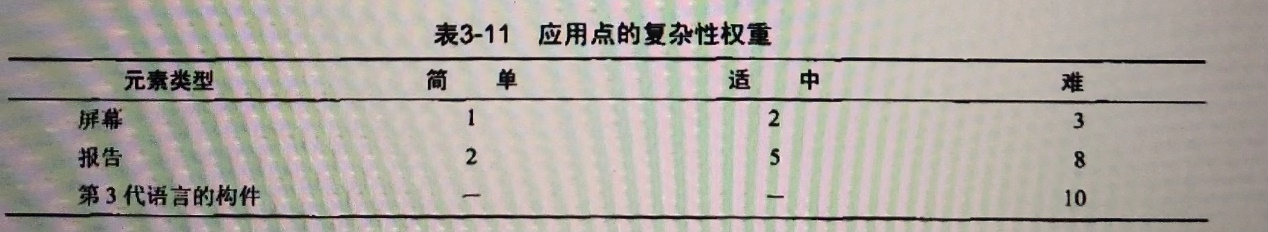 表3-11 应用点的复杂性权重
元素类型 简 单 适 中 难
屏幕 1 2 3
报告 2 5 8
第3代语言的构件 — — 10